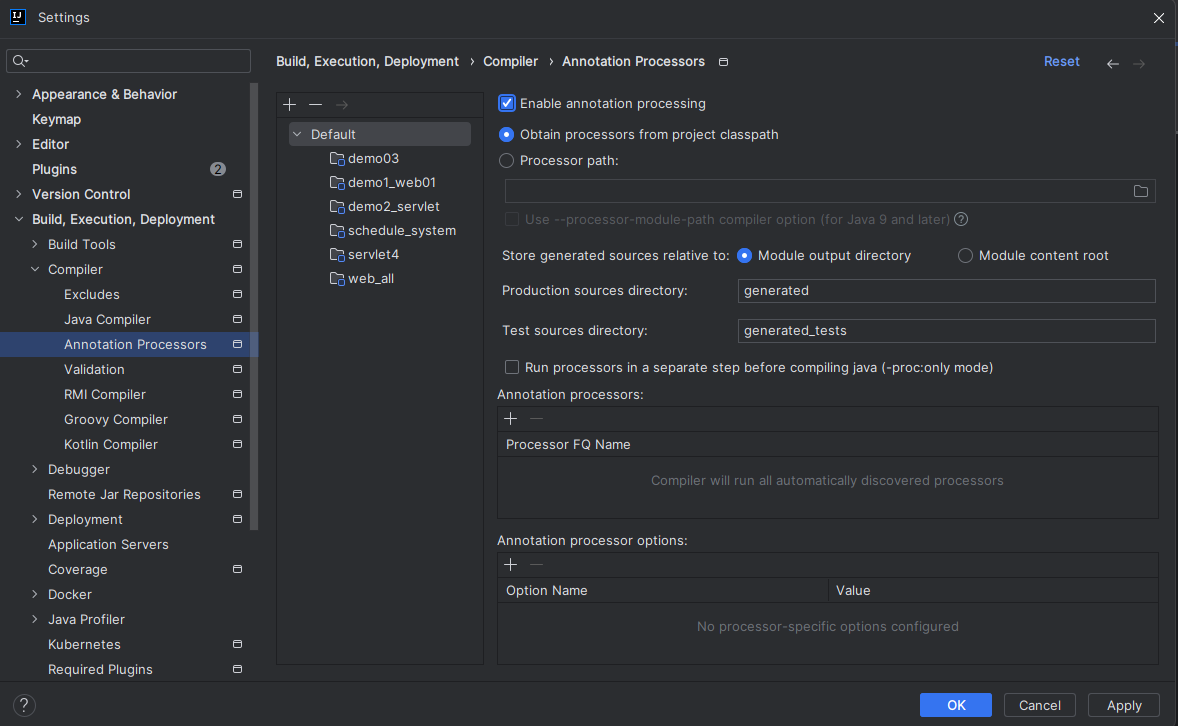 Settings
Appearance & Behavior
Keymap
Editor
Plugins 2
Version Control
Build, Execution, Deployment
Build Tools
Compiler
Excludes
Java Compiler
Annotation Processors
Validation
RMI Compiler
Groovy Compiler
Kotlin Compiler
Debugger
Remote Jar Repositories
Deployment
Application Servers
Coverage
Docker
Java Profiler
Kubernetes
Required Plugins
Build, Execution, Deployment › Compiler › Annotation Processors
Reset
Default
demo03
demo1_web01
demo2_servlet
schedule_system
servlet4
web_all
Enable annotation processing
Obtain processors from project classpath
Processor path:
Use --processor-module-path compiler option (for Java 9 and later) ?
Store generated sources relative to: Module output directory Module content root
Production sources directory: generated
Test sources directory: generated_tests
Run processors in a separate step before compiling java (-proc:only mode)
Annotation processors:
Processor FQ Name
Compiler will run all automatically discovered processors
Annotation processor options:
Option Name Value
No processor-specific options configured
? OK Cancel Apply